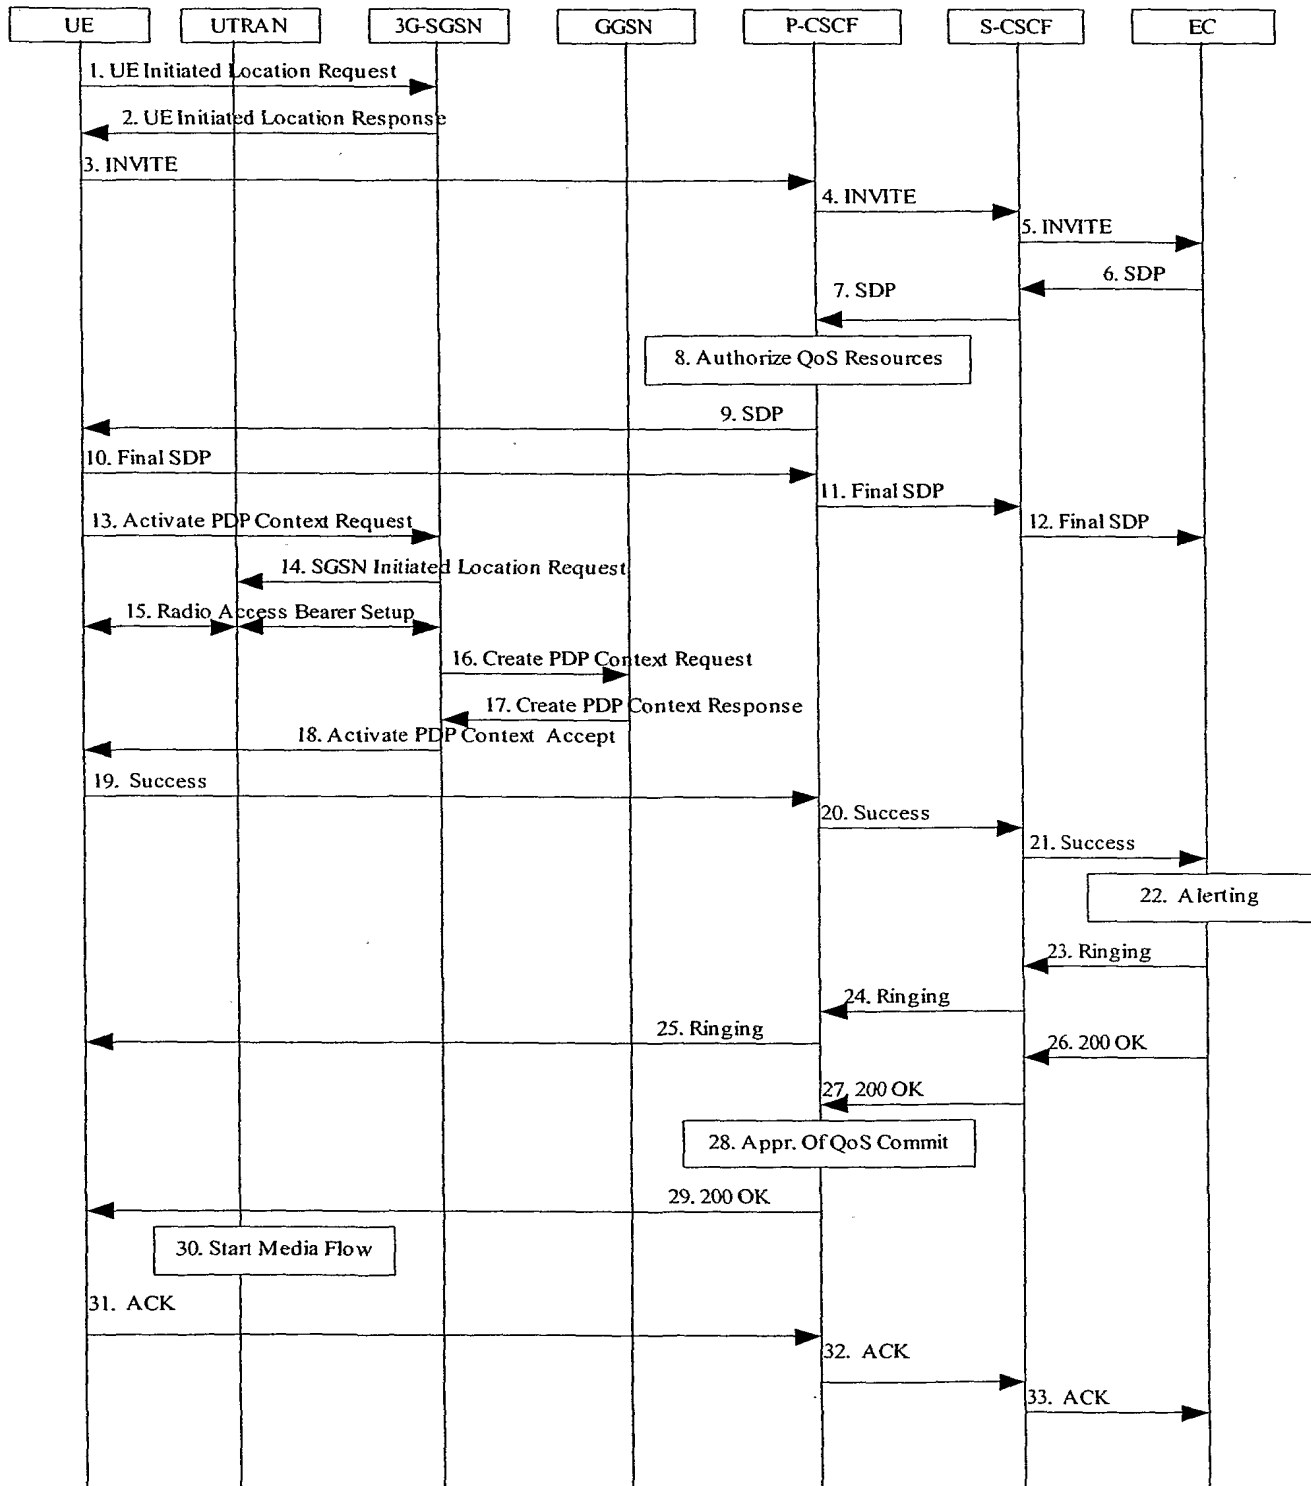 UE UTRAN 3G-SGSN GGSN P-CSCF S-CSCF EC
1. UE Initiated Location Request
2. UE Initiated Location Response
3. INVITE
4. INVITE
5. INVITE
6. SDP
7. SDP
8. Authorize QoS Resources
9. SDP
10. Final SDP
11. Final SDP
13. Activate PDP Context Request
12. Final SDP
14. SGSN Initiated Location Request
15. Radio Access Bearer Setup
16. Create PDP Context Request
17. Create PDP Context Response
18. Activate PDP Context Accept
19. Success
20. Success
21. Success
22. Alerting
23. Ringing
24. Ringing
25. Ringing
26. 200 OK
27. 200 OK
28. Appr. Of QoS Commit
29. 200 OK
30. Start Media Flow
31. ACK
32. ACK
33. ACK